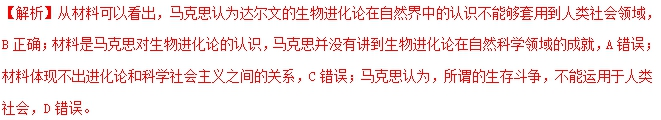 【解析】从材料可以看出，马克思认为达尔文的生物进化论在自然界中的认识不能够套用到人类社会领域，
B 正确；材料是马克思对生物进化论的认识，马克思并没有讲到生物进化论在自然科学领域的成就，A 错误；
材料体现不出进化论和科学社会主义之间的关系，C 错误；马克思认为，所谓的生存斗争，不能运用于人类
社会，D 错误。